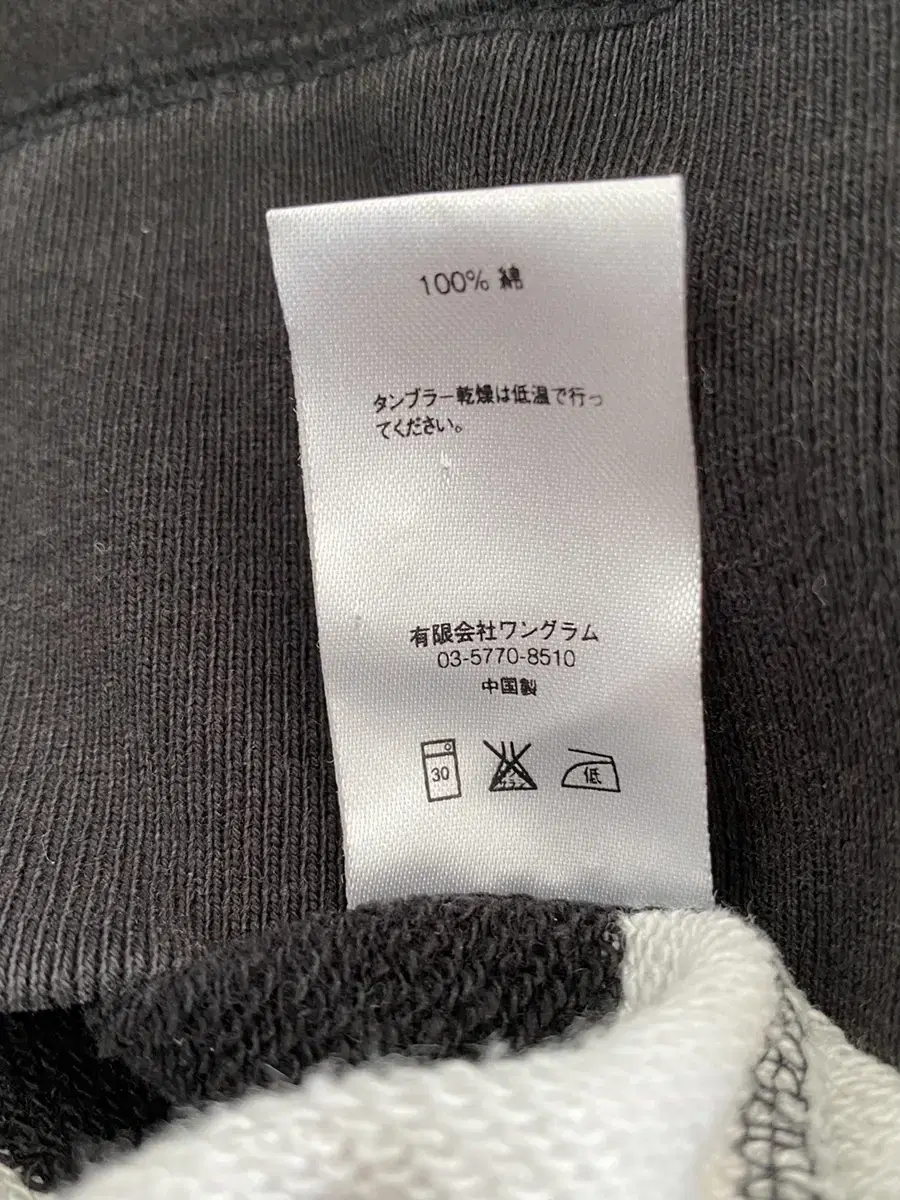 100% 綿
タンブラー乾燥は低温で行っ
てください。
有限会社ワングラム
03-5770-8510
中国製
30
低